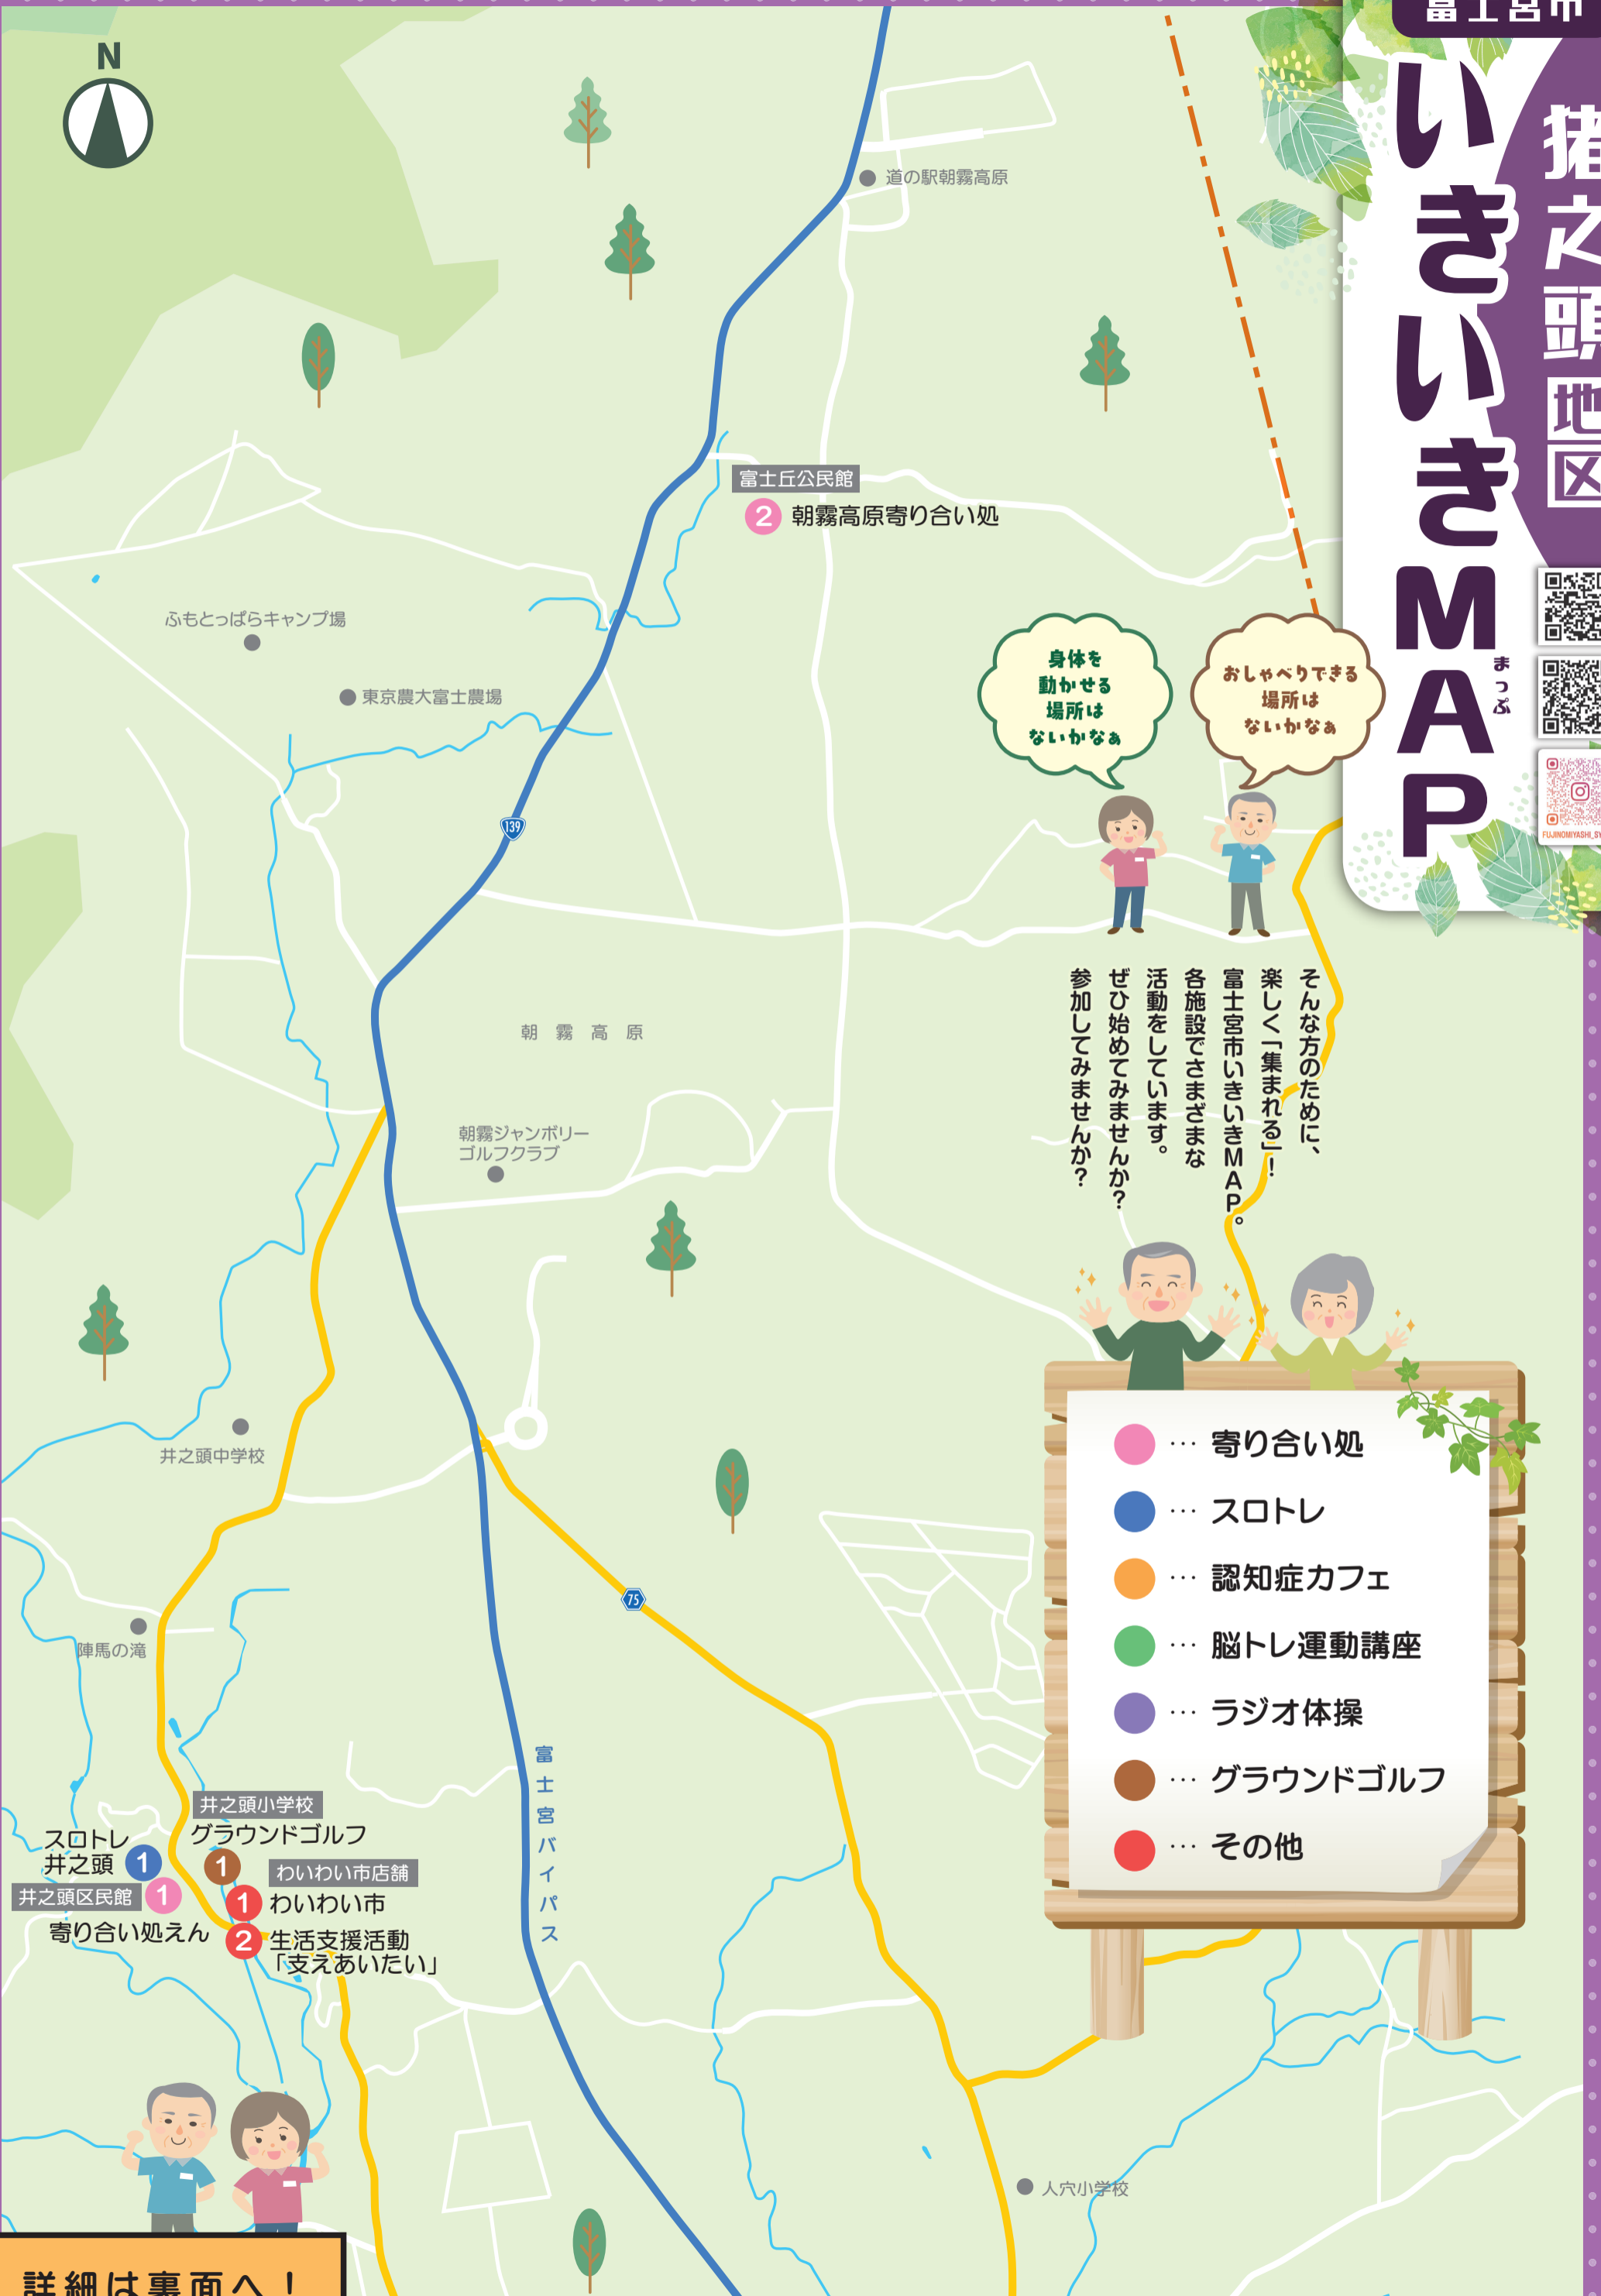 N
富士宮市
猪之頭
地区
いきいきMAP
まっぷ
FUJINOMIYASHI_SY
道の駅朝霧高原
富士丘公民館
2 朝霧高原寄り合い処
ふもとっぱらキャンプ場
東京農大富士農場
139
身体を
動かせる
場所は
ないかなぁ
おしゃべりできる
場所は
ないかなぁ
そんな方のために、
楽しく「集まれる」！
富士宮市いきいきMAP。
各施設でさまざまな
活動をしています。
ぜひ始めてみませんか？
参加してみませんか？
朝霧高原
朝霧ジャンボリー
ゴルフクラブ
井之頭中学校
75
陣馬の滝
富士宮バイパス
… 寄り合い処
… スロトレ
… 認知症カフェ
… 脳トレ運動講座
… ラジオ体操
… グラウンドゴルフ
… その他
井之頭小学校
グラウンドゴルフ
1
スロトレ
井之頭 1
井之頭区民館 1
寄り合い処えん
わいわい市店舗
1 わいわい市
2 生活支援活動
「支えあいたい」
人穴小学校
詳細は裏面へ！